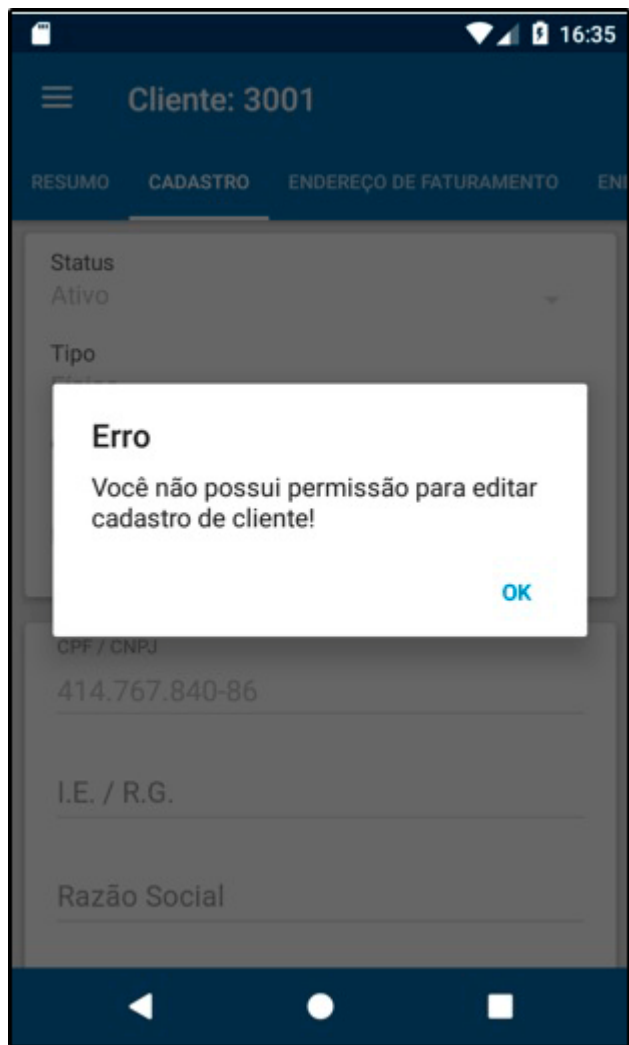 16:35
Cliente: 3001
RESUMO CADASTRO ENDEREÇO DE FATURAMENTO
Status
Ativo
Tipo
Erro
Você não possui permissão para editar
cadastro de cliente!
OK
CPF / CNPJ
414.767.840-86
I.E. / R.G.
Razão Social